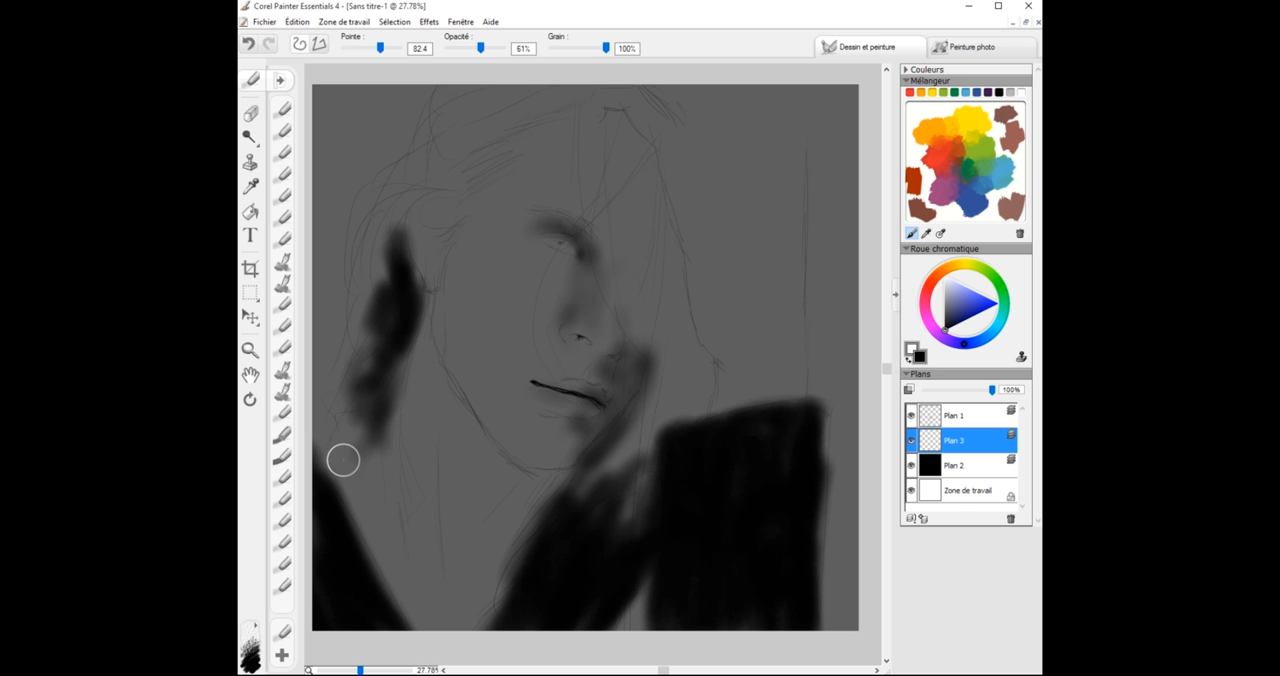 Corel Painter Essentials 4 - [Sans titre-1 @ 27.78%]
Fichier Édition Zone de travail Sélection Effets Fenêtre Aide
Pointe : 82.4 Opacité : 61% Grain : 100%
Dessin et peinture Peinture photo
Couleurs
Mélangeur
Roue chromatique
Plans
100%
Plan 1
Plan 3
Plan 2
Zone de travail
27.78%